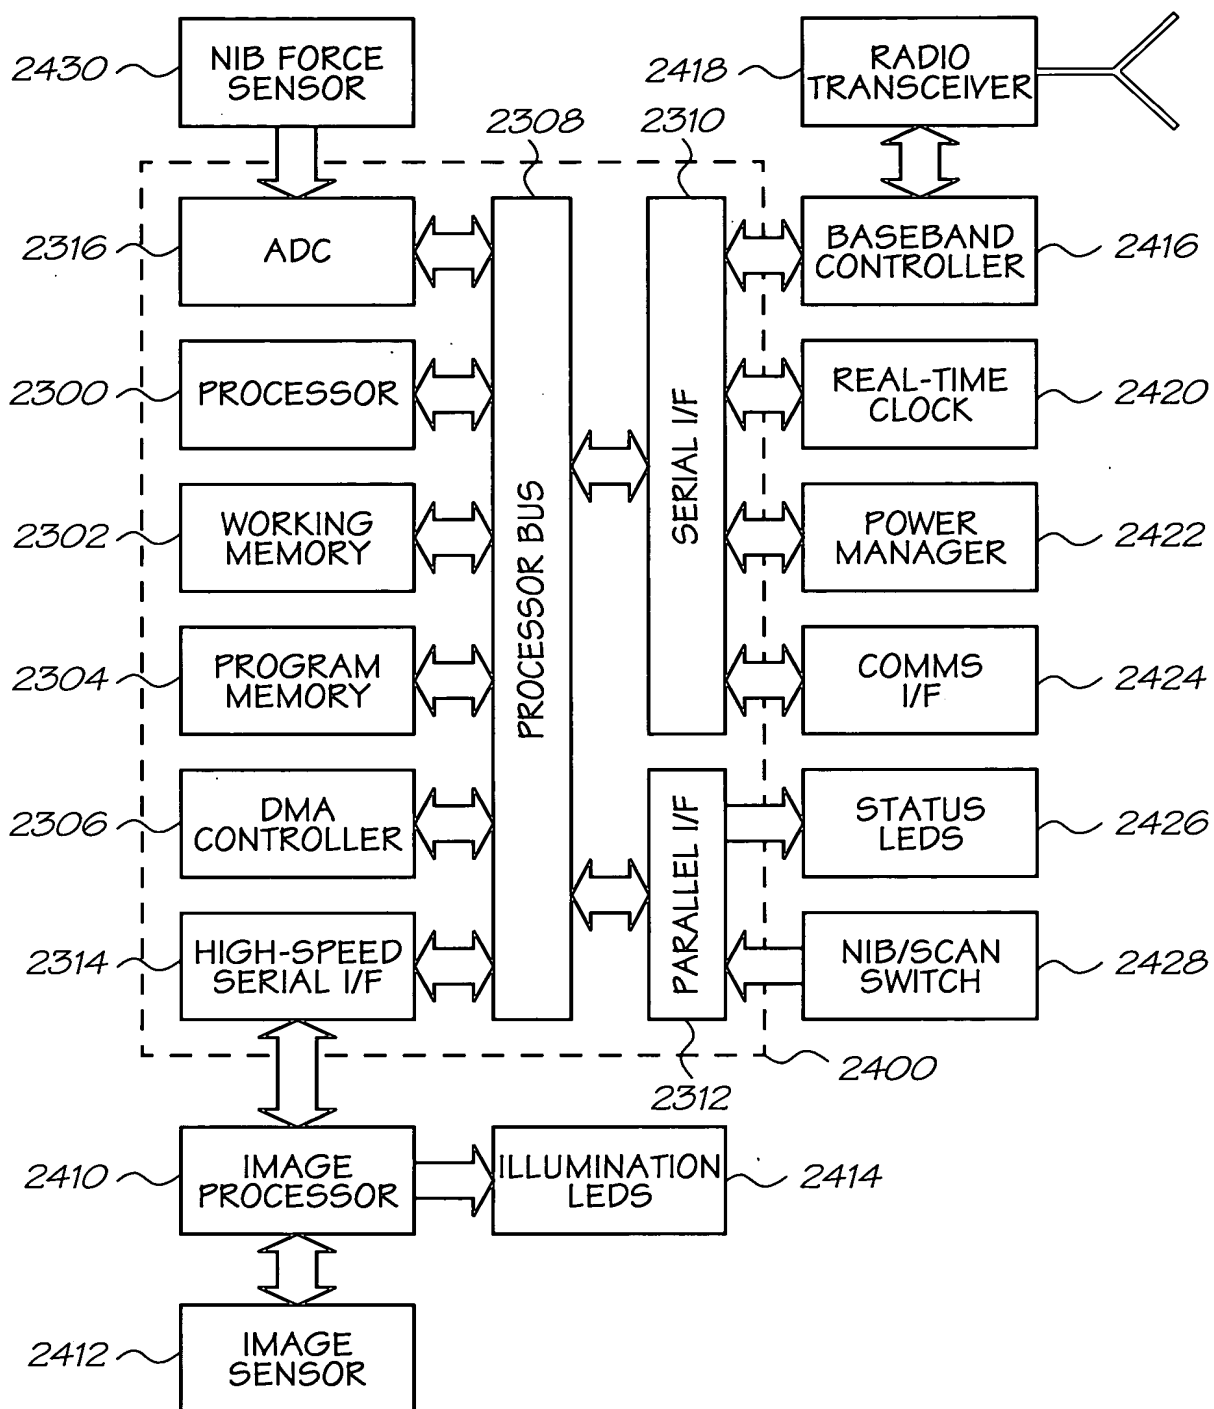 2430
NIB FORCE
SENSOR
2418
RADIO
TRANSCEIVER
2308
2310
2316
ADC
BASEBAND
CONTROLLER
2416
2300
PROCESSOR
REAL-TIME
CLOCK
2420
2302
WORKING
MEMORY
PROCESSOR BUS
SERIAL I/F
POWER
MANAGER
2422
2304
PROGRAM
MEMORY
COMMS
I/F
2424
2306
DMA
CONTROLLER
PARALLEL I/F
STATUS
LEDS
2426
2314
HIGH-SPEED
SERIAL I/F
NIB/SCAN
SWITCH
2428
2400
2312
2410
IMAGE
PROCESSOR
ILLUMINATION
LEDS
2414
2412
IMAGE
SENSOR